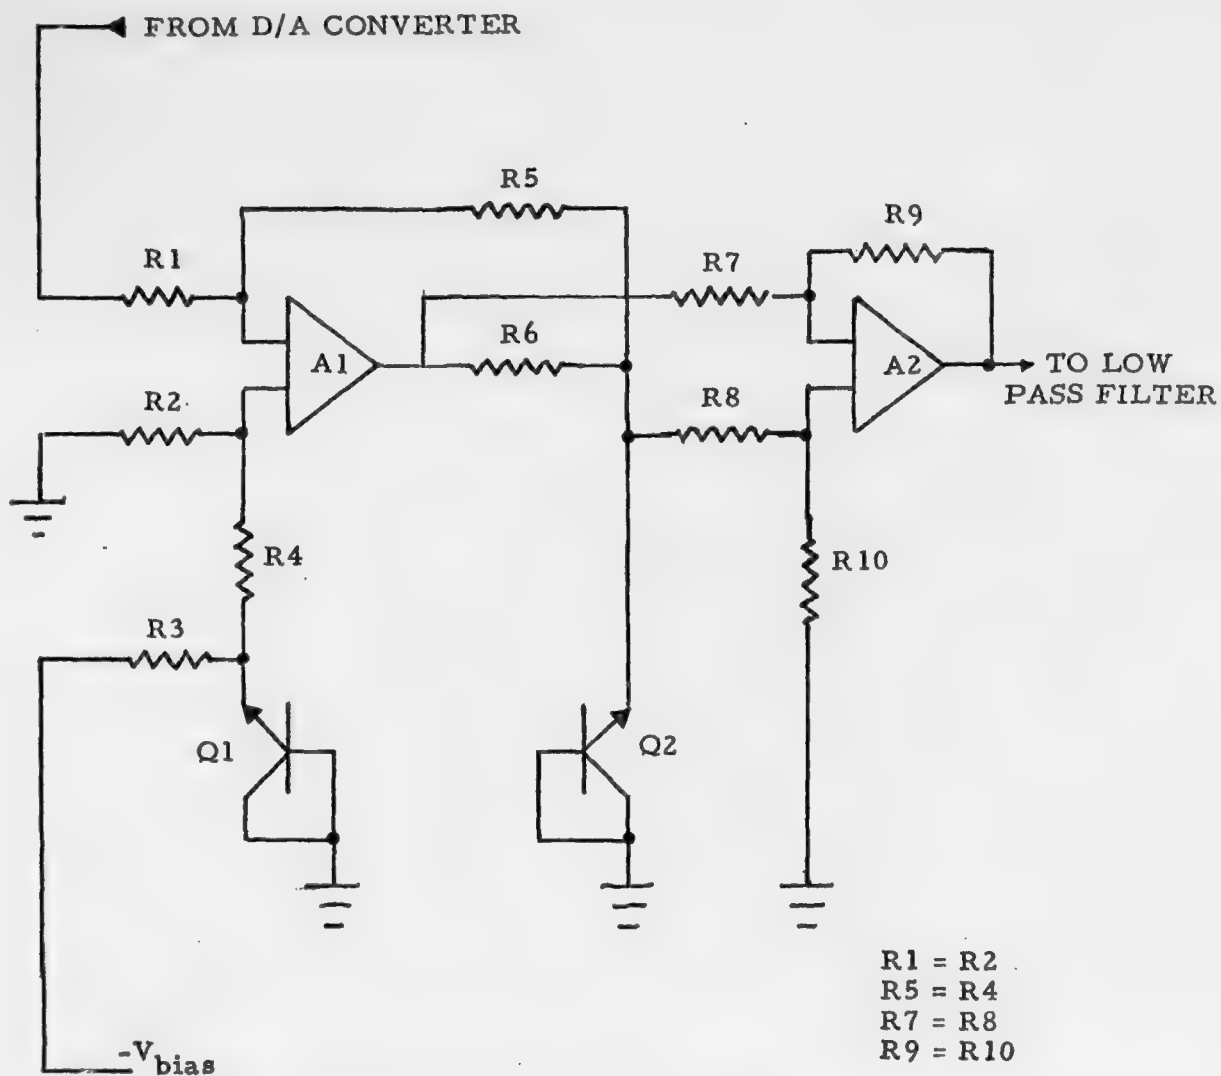 FROM D/A CONVERTER
R5
R9
R1
R7
R6
A1
A2
TO LOW
PASS FILTER
R2
R8
R4
R10
R3
Q1
Q2
R1 = R2
R5 = R4
R7 = R8
R9 = R10
-Vbias